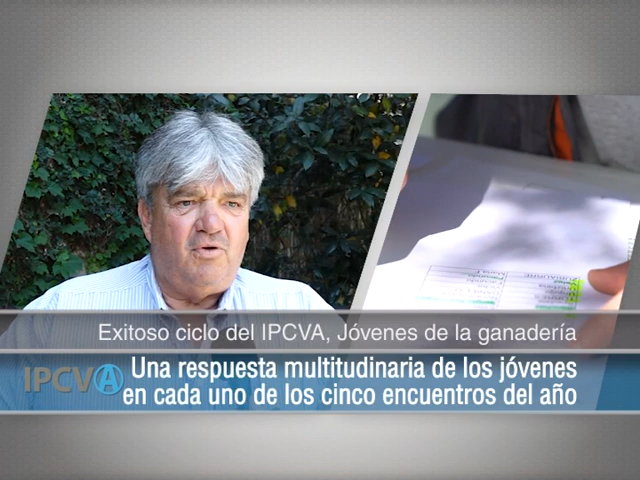 Exitoso ciclo del IPCVA, Jóvenes de la ganadería
IPCVA
Una respuesta multitudinaria de los jóvenes
en cada uno de los cinco encuentros del año